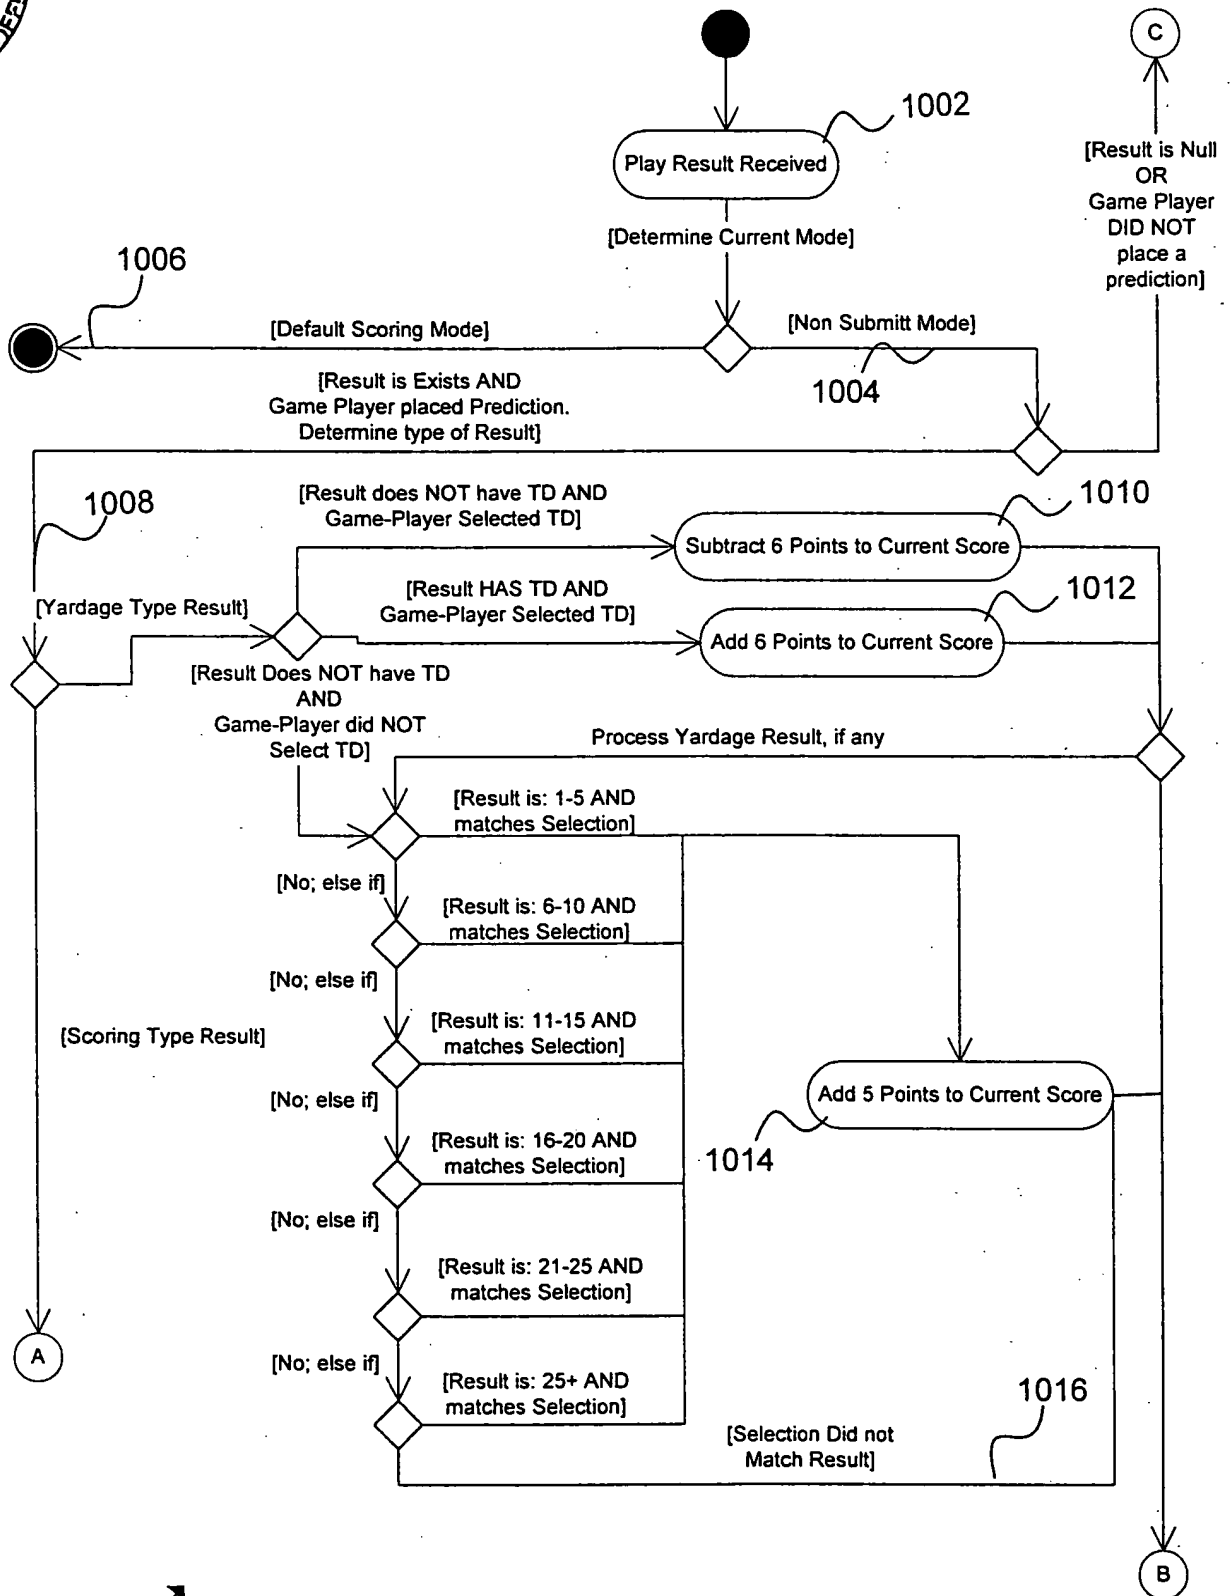 C
1002
Play Result Received
[Result is Null
OR
Game Player
DID NOT
place a
prediction]
[Determine Current Mode]
1006
[Default Scoring Mode]
[Non Submitt Mode]
1004
[Result is Exists AND
Game Player placed Prediction.
Determine type of Result]
1008
[Result does NOT have TD AND
Game-Player Selected TD]
1010
Subtract 6 Points to Current Score
[Yardage Type Result]
[Result HAS TD AND
Game-Player Selected TD]
1012
Add 6 Points to Current Score
[Result Does NOT have TD
AND
Game-Player did NOT
Select TD]
Process Yardage Result, if any
[Result is: 1-5 AND
matches Selection]
[No; else if]
[Result is: 6-10 AND
matches Selection]
[No; else if]
[Scoring Type Result]
[Result is: 11-15 AND
matches Selection]
[No; else if]
Add 5 Points to Current Score
1014
[Result is: 16-20 AND
matches Selection]
[No; else if]
[Result is: 21-25 AND
matches Selection]
A
[No; else if]
[Result is: 25+ AND
matches Selection]
1016
[Selection Did not
Match Result]
B